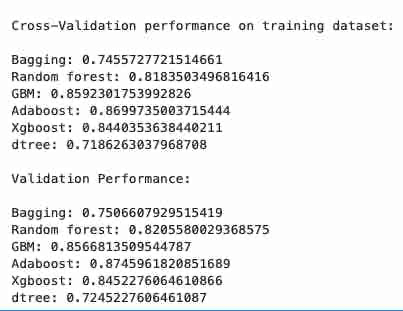 Cross-Validation performance on training dataset:
Bagging: 0.7455727721514661
Random forest: 0.8183503496816416
GBM: 0.8592301753992826
Adaboost: 0.8699735003715444
Xgboost: 0.8440353638440211
dtree: 0.7186263037968708
Validation Performance:
Bagging: 0.7506607929515419
Random forest: 0.8205580029368575
GBM: 0.8566813509544787
Adaboost: 0.8745961820851689
Xgboost: 0.8452276064610866
dtree: 0.7245227606461087